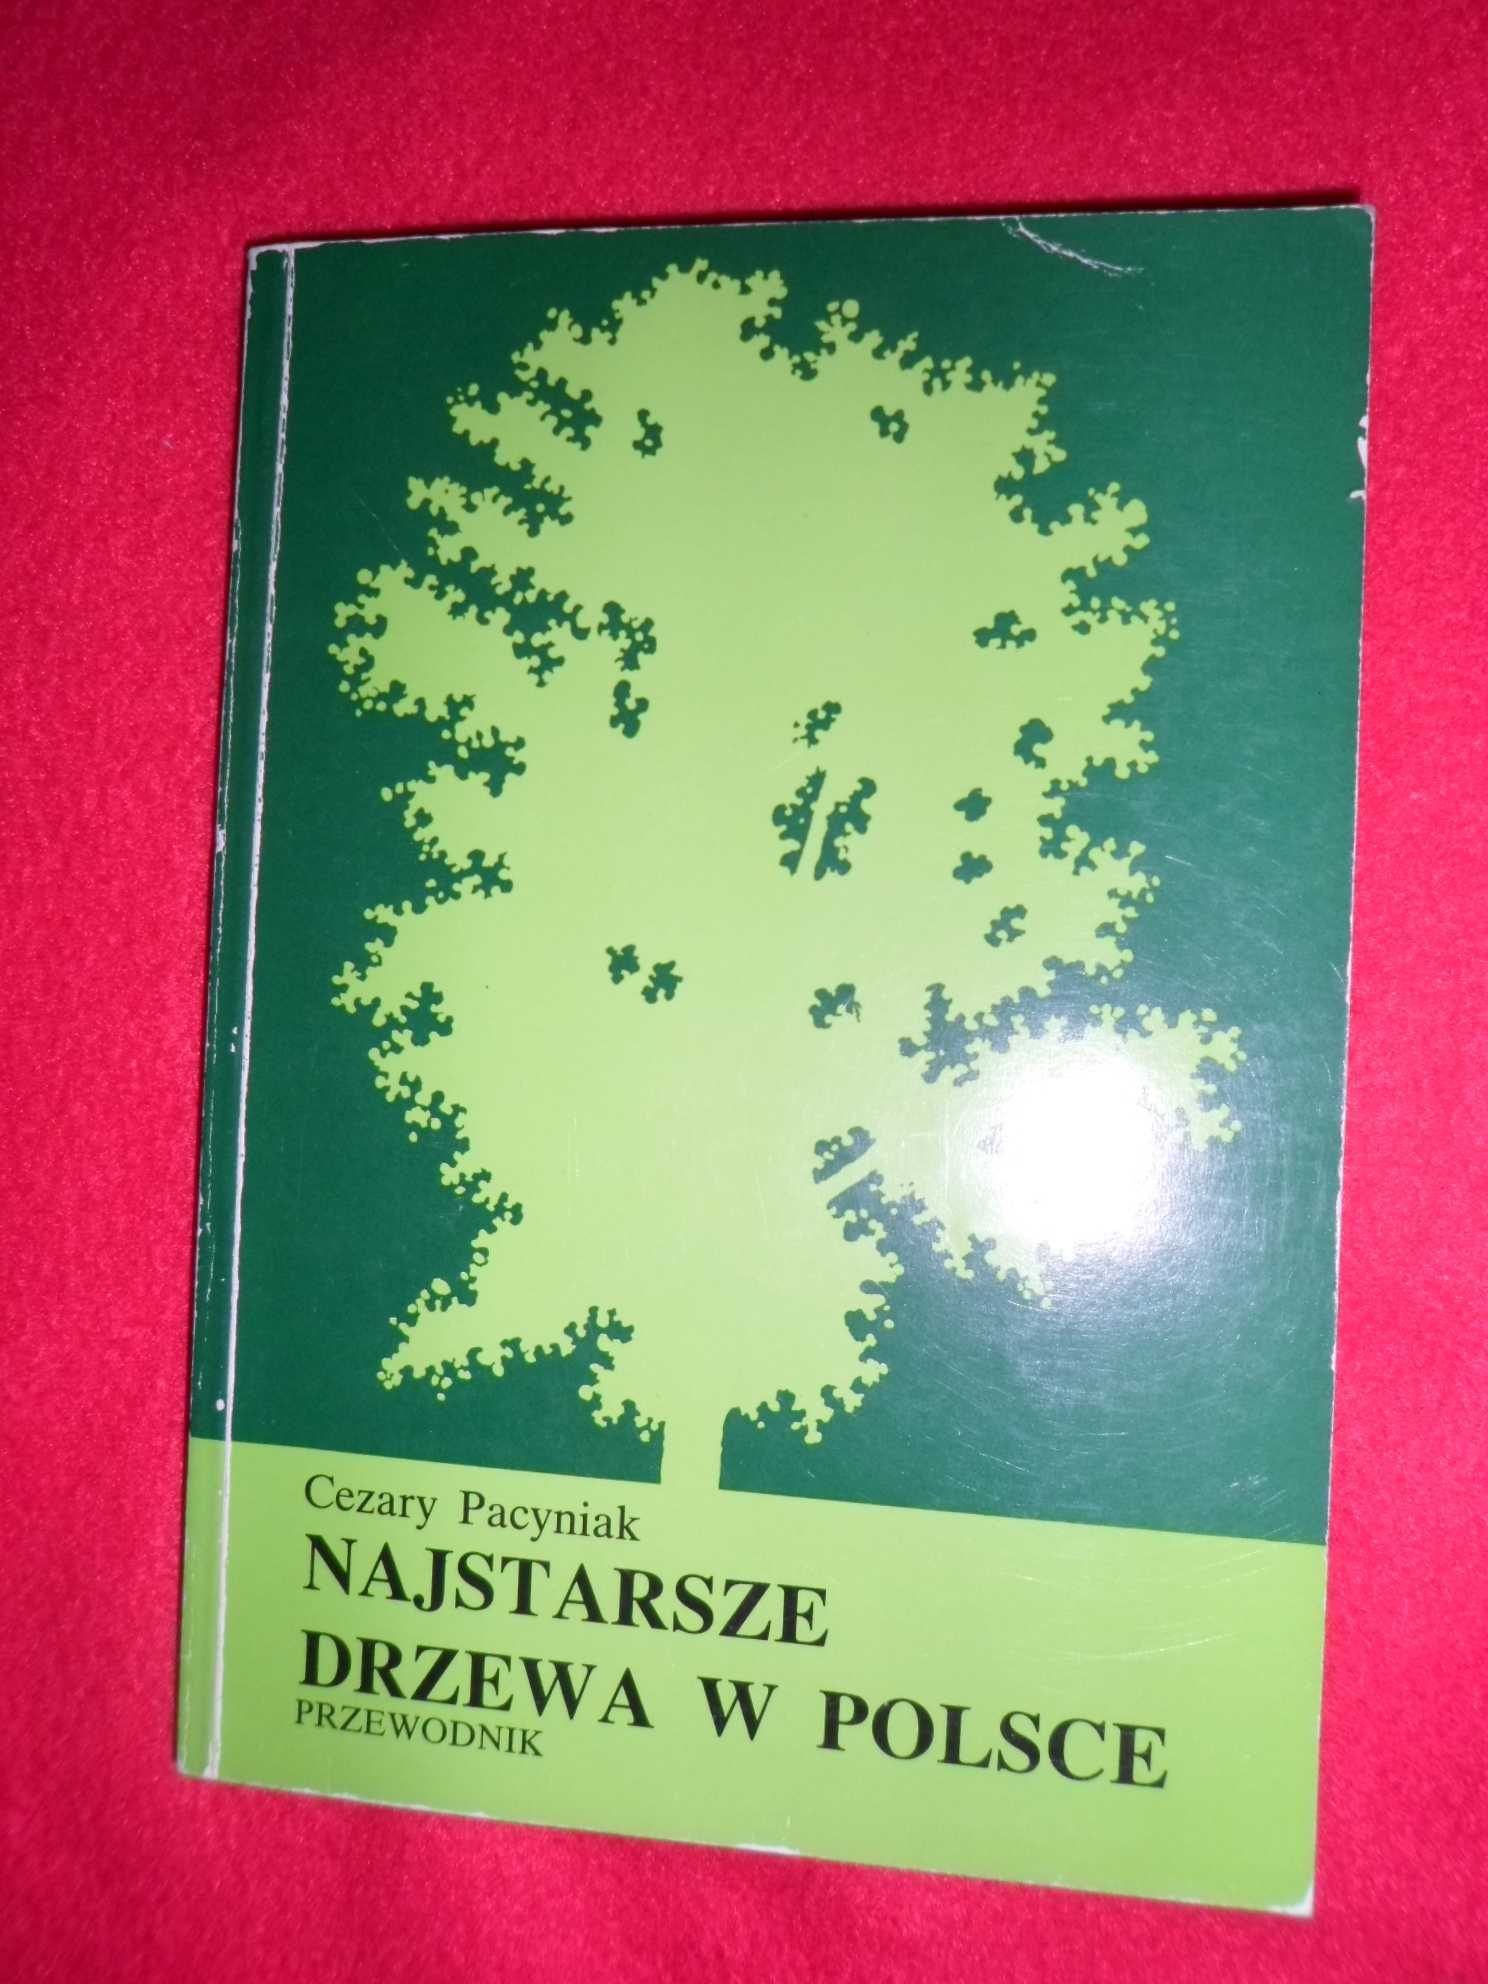 Cezary Pacyniak
NAJSTARSZE
DRZEWA W POLSCE
PRZEWODNIK